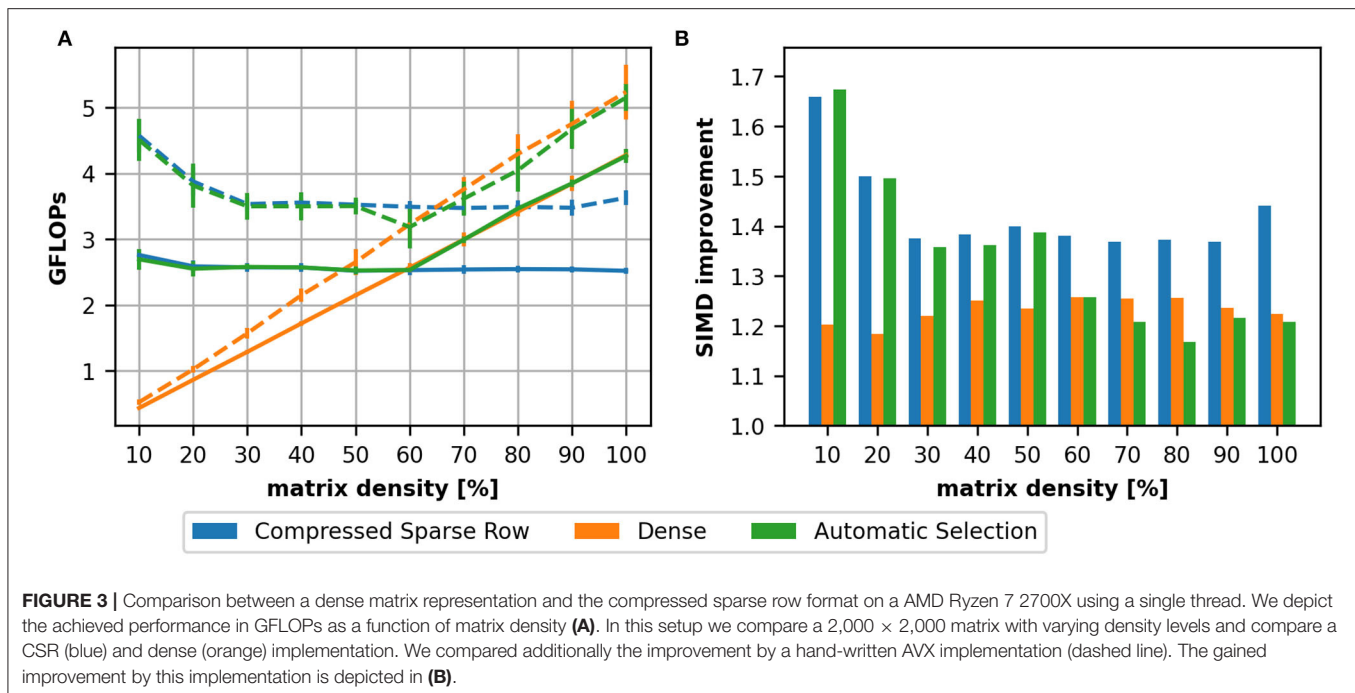 A
B
GFLOPs
5
4
3
2
1
10 20 30 40 50 60 70 80 90 100
matrix density [%]
SIMD improvement
1.7
1.6
1.5
1.4
1.3
1.2
1.1
1.0
10 20 30 40 50 60 70 80 90 100
matrix density [%]
Compressed Sparse Row Dense Automatic Selection
FIGURE 3 | Comparison between a dense matrix representation and the compressed sparse row format on a AMD Ryzen 7 2700X using a single thread. We depict
the achieved performance in GFLOPs as a function of matrix density (A). In this setup we compare a 2,000 × 2,000 matrix with varying density levels and compare a
CSR (blue) and dense (orange) implementation. We compared additionally the improvement by a hand-written AVX implementation (dashed line). The gained
improvement by this implementation is depicted in (B).